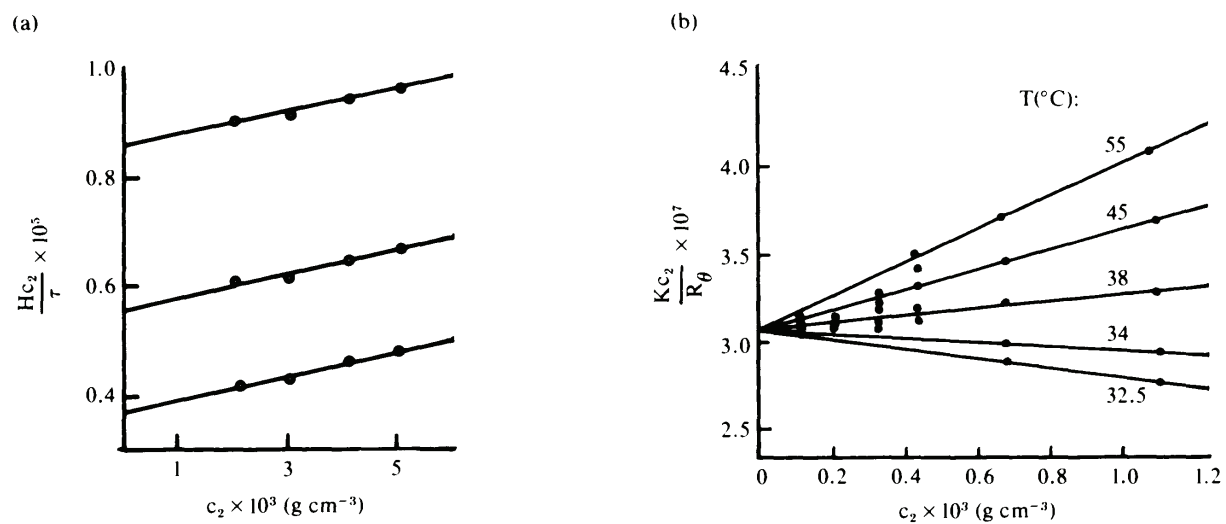 (a)
1.0
0.8
0.6
0.4
Hc₂/τ × 10⁵
1 3 5
c₂ × 10³ (g cm⁻³)
(b)
4.5
4.0
3.5
3.0
2.5
Kc₂/R_θ × 10⁷
T(°C):
55
45
38
34
32.5
0 0.2 0.4 0.6 0.8 1.0 1.2
c₂ × 10³ (g cm⁻³)